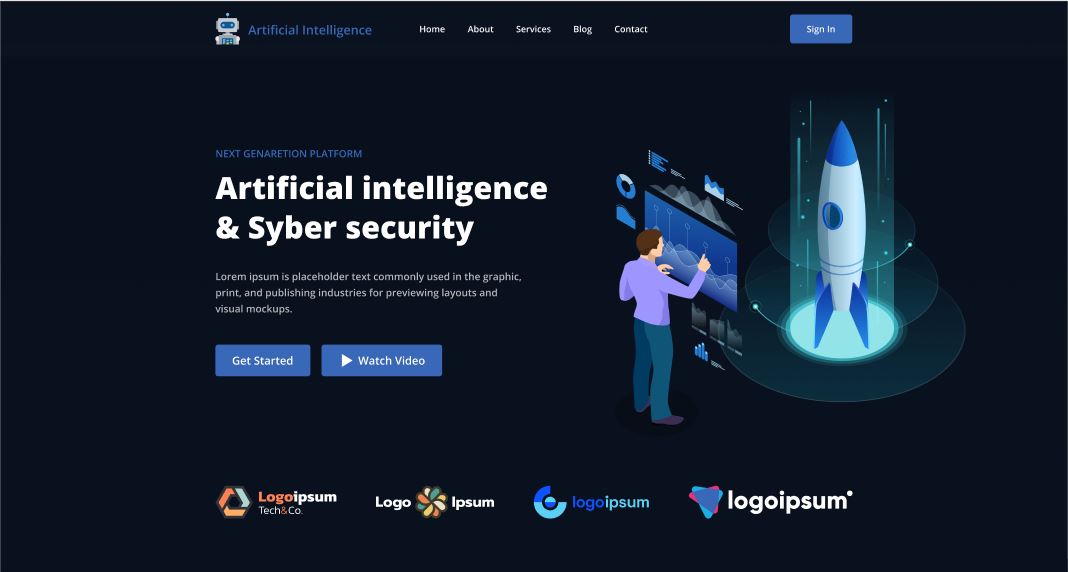 Artificial Intelligence
Home
About
Services
Blog
Contact
Sign In
NEXT GENARETION PLATFORM
Artificial intelligence
& Syber security
Lorem ipsum is placeholder text commonly used in the graphic,
print, and publishing industries for previewing layouts and
visual mockups.
Get Started
Watch Video
Logoipsum
Tech&Co.
Logo Ipsum
logoipsum
logoipsum